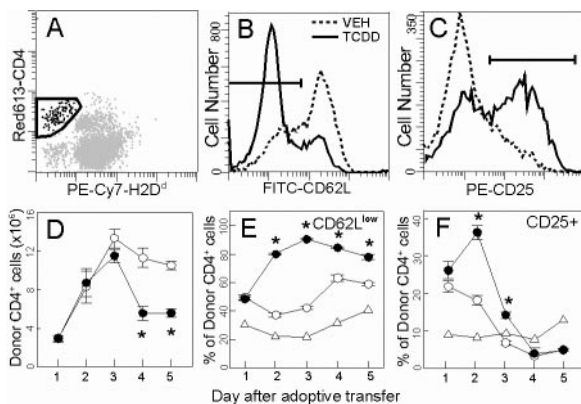 A
Red613-CD4
PE-Cy7-H2Dᵈ
B
800
Cell Number
0
FITC-CD62L
VEH
TCDD
C
350
Cell Number
0
PE-CD25
D
Donor CD4⁺ cells (x10⁶)
16
12
8
4
0
1 2 3 4 5
* *
E
CD62Lˡᵒʷ
% of Donor CD4⁺ cells
100
80
60
40
20
0
1 2 3 4 5
* * * *
F
CD25+
% of Donor CD4⁺ cells
40
30
20
10
0
1 2 3 4 5
* *
Day after adoptive transfer